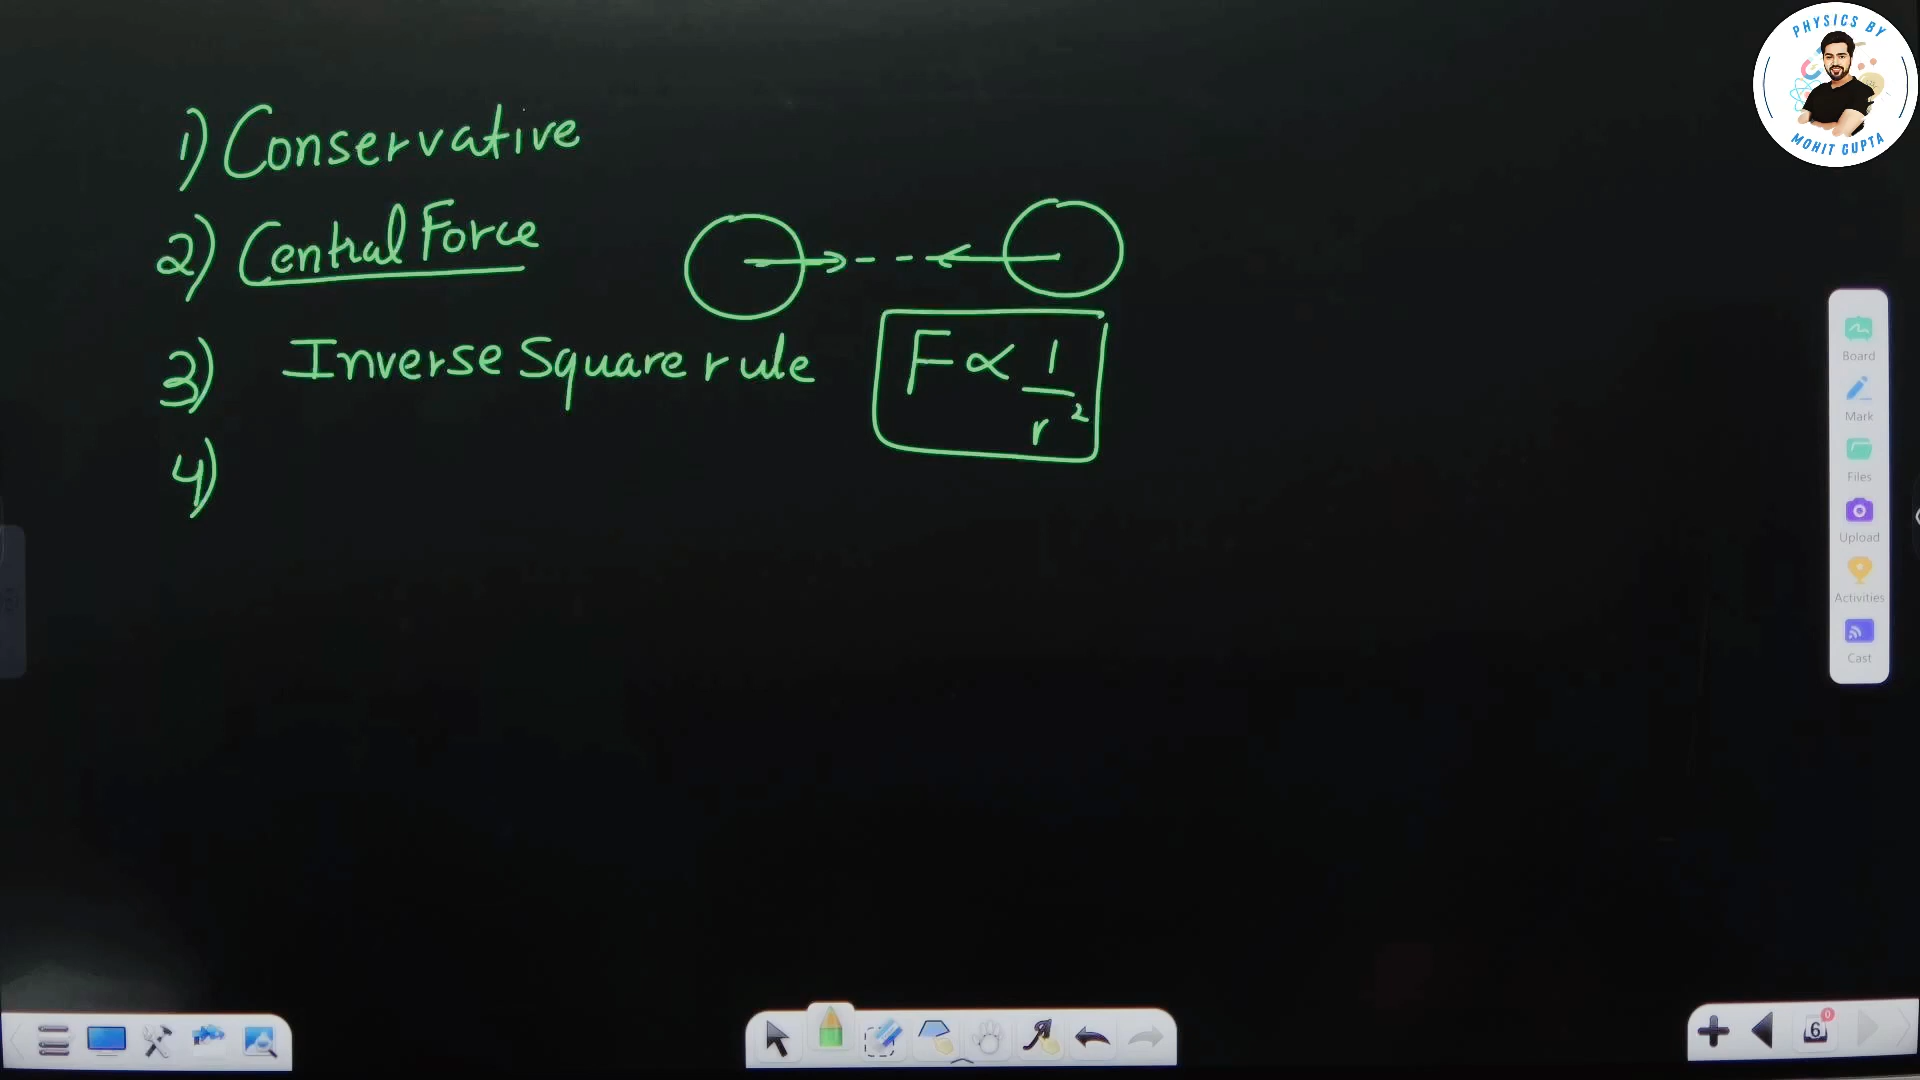 PHYSICS BY
MOHIT GUPTA
1) Conservative
2) Central Force
3) Inverse Square rule
F ∝ 1/r²
4)
Board
Mark
Files
Upload
Activities
Cast
6
0